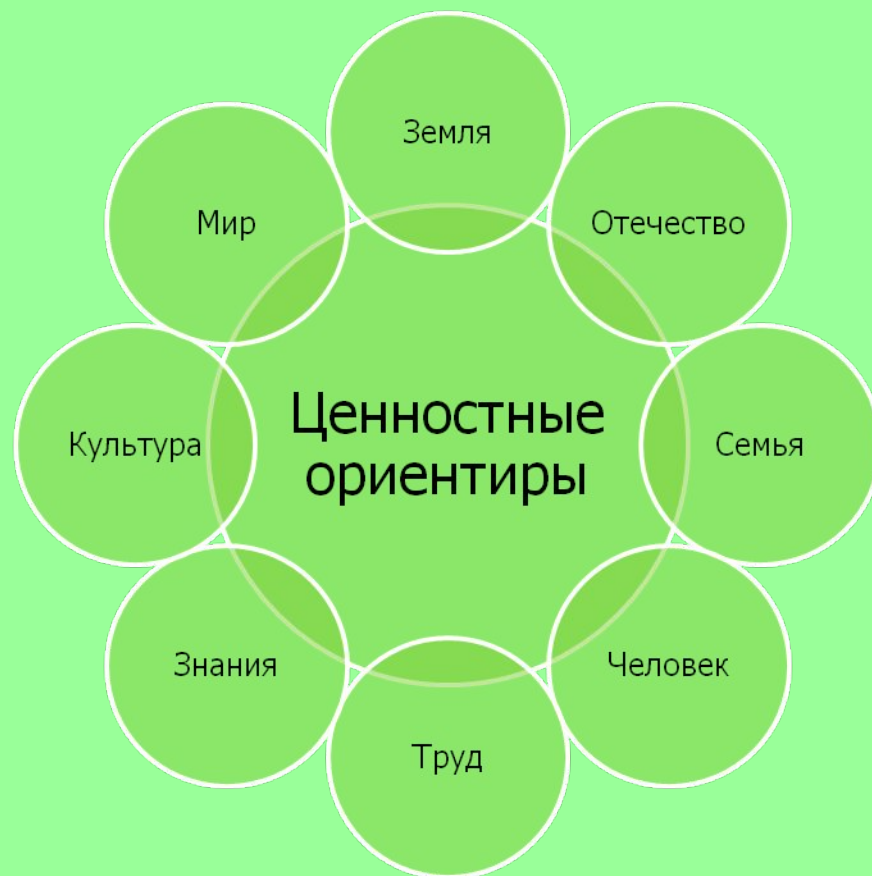 Земля
Мир
Отечество
Ценностные
ориентиры
Культура
Семья
Знания
Человек
Труд